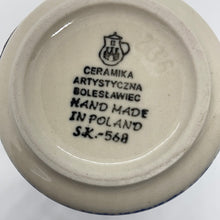 CERAMIKA
ARTYSTYCZNA
BOLESŁAWIEC
HAND MADE
IN POLAND
S.K.-568